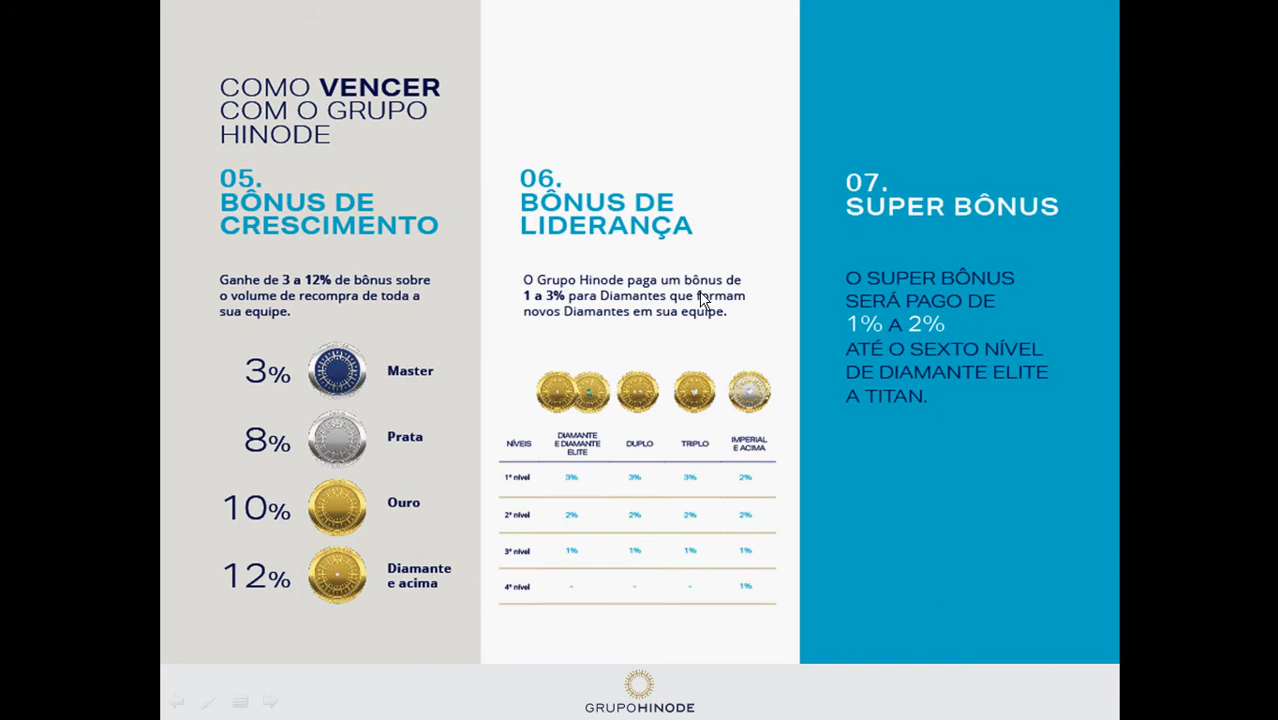 COMO VENCER
COM O GRUPO
HINODE
05.
BÔNUS DE
CRESCIMENTO
Ganhe de 3 a 12% de bônus sobre
o volume de recompra de toda a
sua equipe.
3% Master
8% Prata
10% Ouro
12% Diamante
e acima
06.
BÔNUS DE
LIDERANÇA
O Grupo Hinode paga um bônus de
1 a 3% para Diamantes que formam
novos Diamantes em sua equipe.
NÍVEIS DIAMANTE E DIAMANTE ELITE DUPLO TRIPLO IMPERIAL E ACIMA
1º nível 3% 3% 3% 2%
2º nível 2% 2% 2% 2%
3º nível 1% 1% 1% 1%
4º nível - - - 1%
07.
SUPER BÔNUS
O SUPER BÔNUS
SERÁ PAGO DE
1% A 2%
ATÉ O SEXTO NÍVEL
DE DIAMANTE ELITE
A TITAN.
GRUPOHINODE